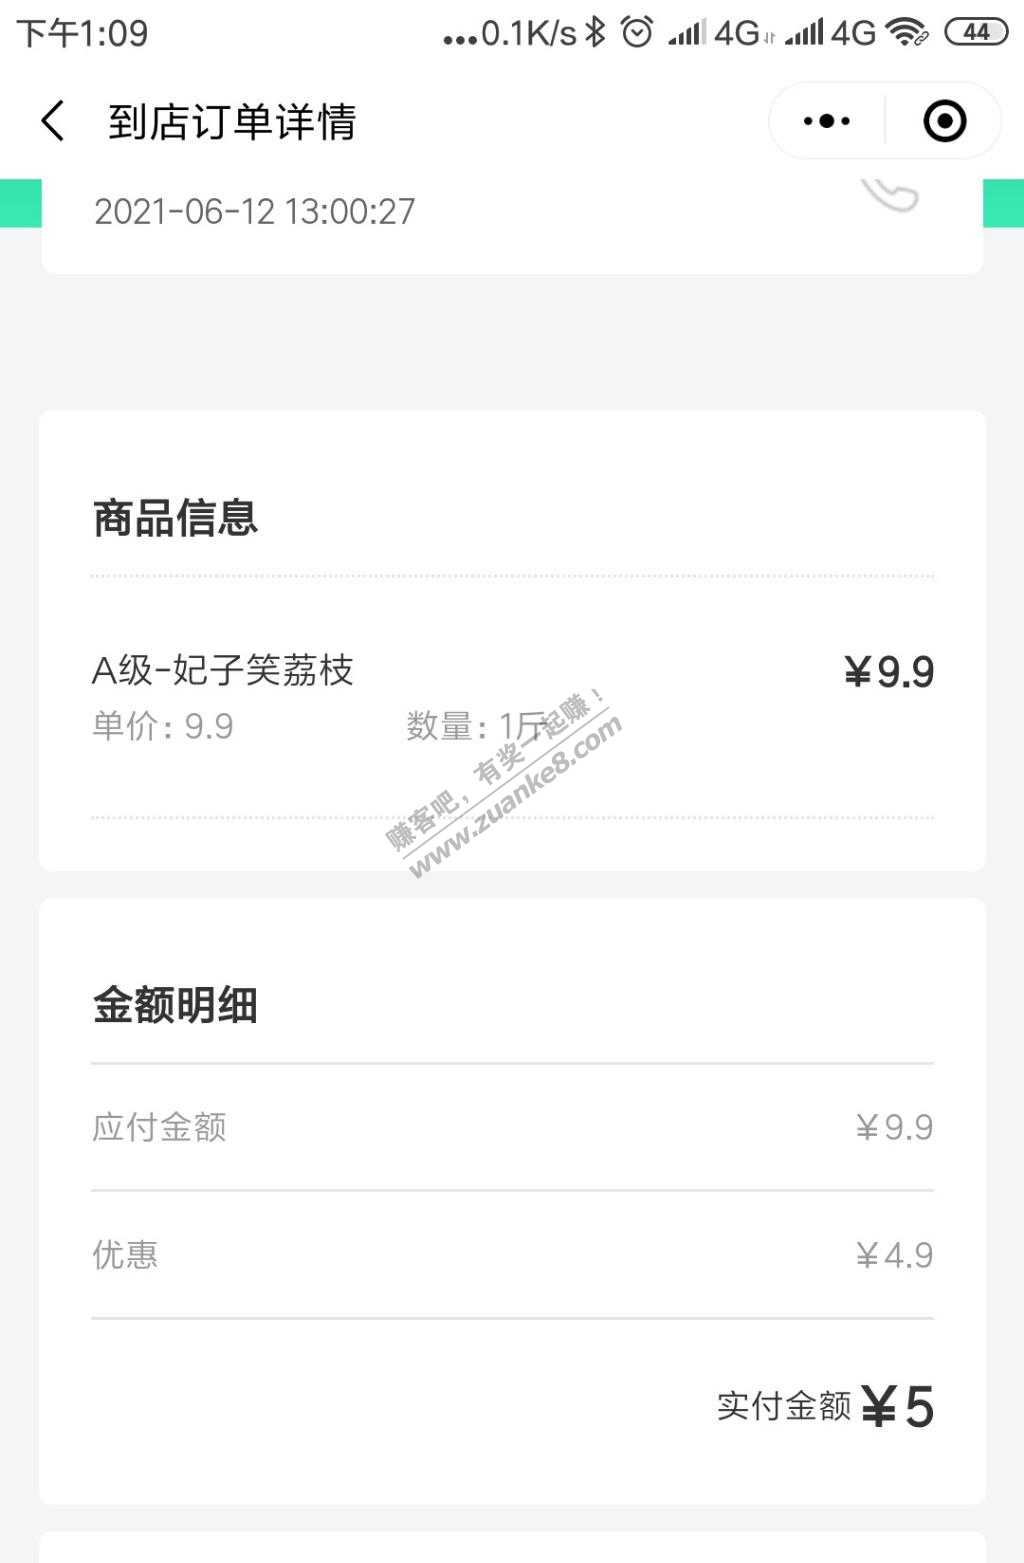 下午1:09
...0.1K/s 4G 4G 44
到店订单详情
2021-06-12 13:00:27
商品信息
A级-妃子笑荔枝 ¥9.9
单价: 9.9 数量: 1斤
赚客吧，有奖一起赚！
www.zuanke8.com
金额明细
应付金额 ¥9.9
优惠 ¥4.9
实付金额 ¥5